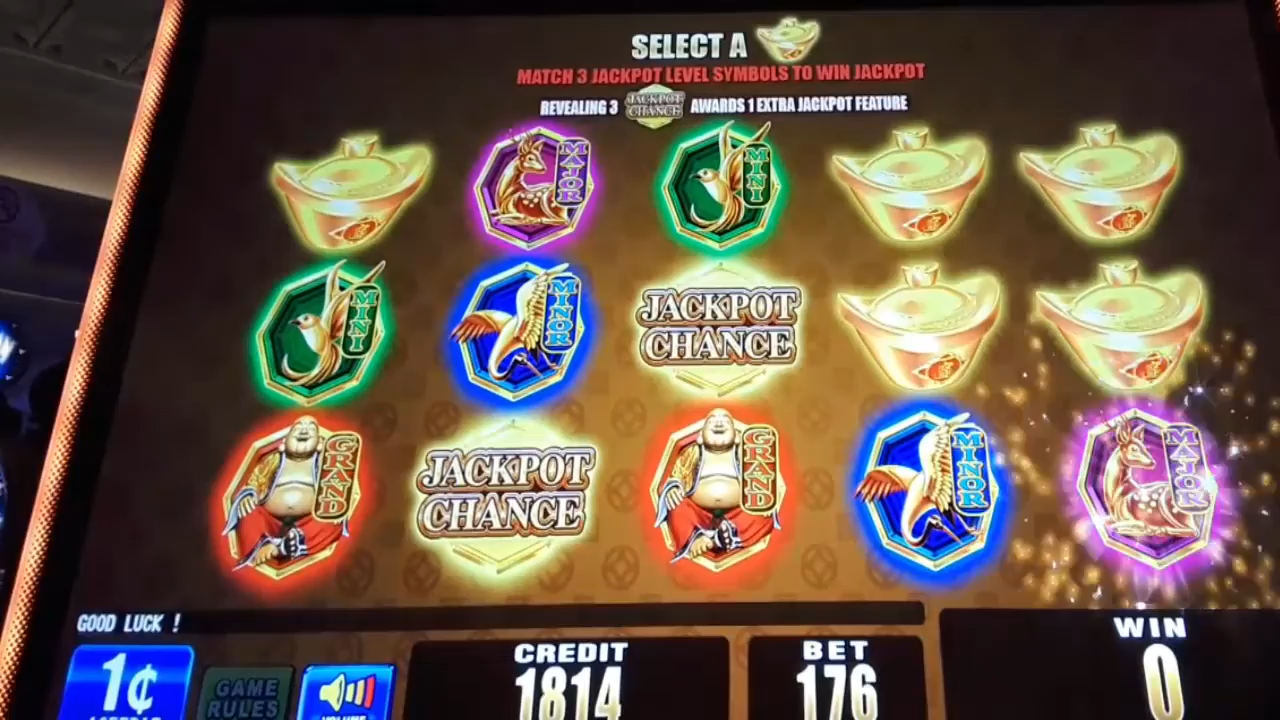 SELECT A
MATCH 3 JACKPOT LEVEL SYMBOLS TO WIN JACKPOT
REVEALING 3 JACKPOT CHANCE AWARDS 1 EXTRA JACKPOT FEATURE
MAJOR
MINI
MINI
MINOR
JACKPOT
CHANCE
GRAND
JACKPOT
CHANCE
GRAND
MINOR
MAJOR
GOOD LUCK !
1¢
GAME
RULES
VOLUME
CREDIT
1814
BET
176
WIN
0